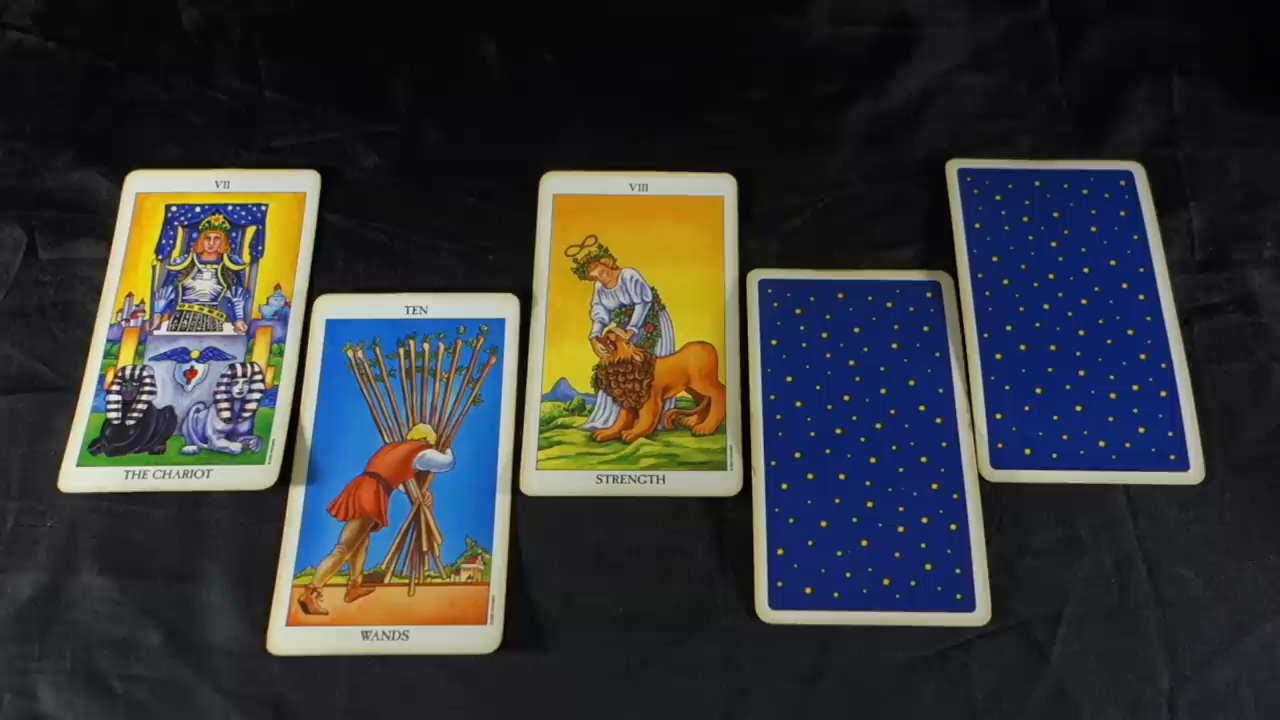 VII
THE CHARIOT
TEN
WANDS
VIII
STRENGTH